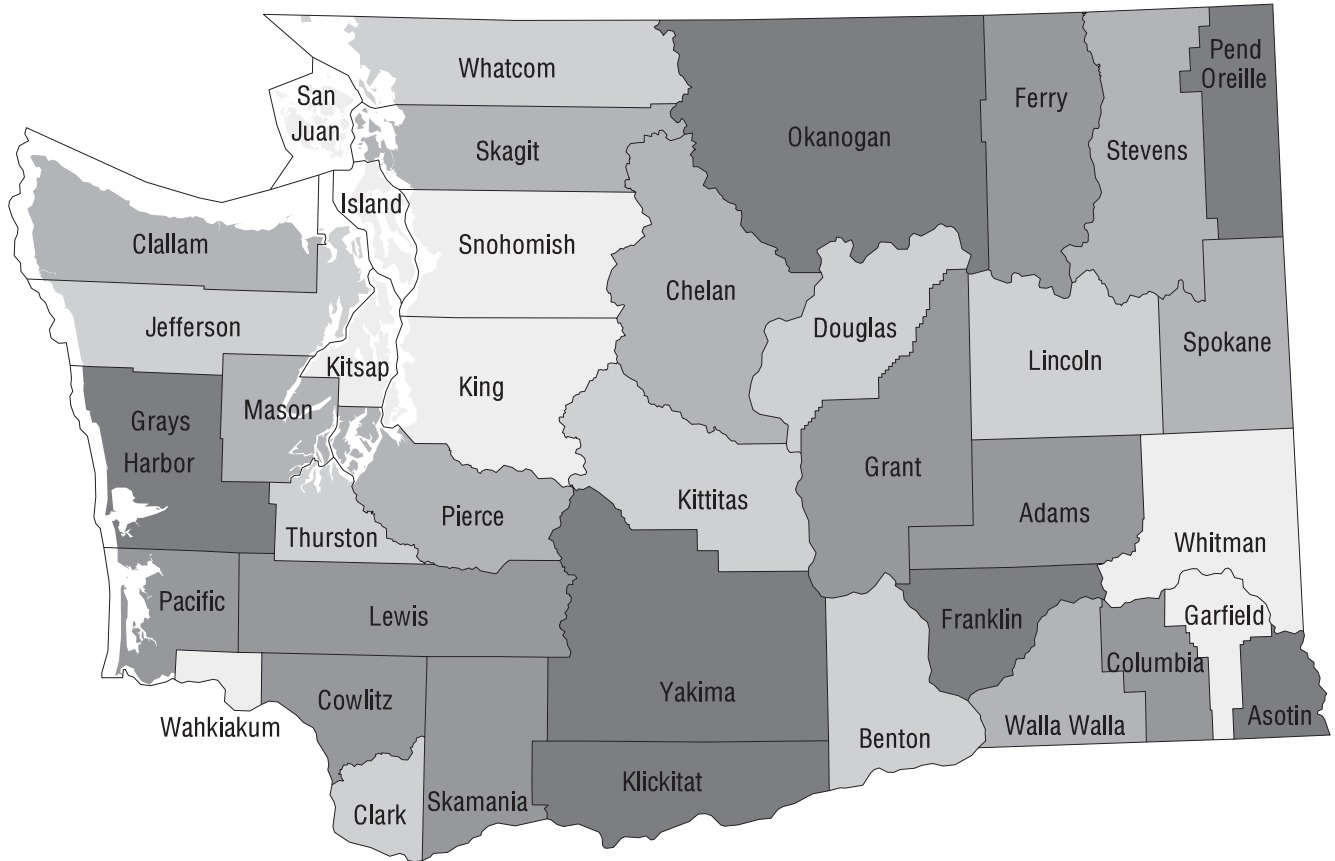 Whatcom
San
Juan
Skagit
Okanogan
Ferry
Stevens
Pend
Oreille
Island
Clallam
Snohomish
Chelan
Jefferson
Douglas
Kitsap
King
Lincoln
Spokane
Mason
Grays
Harbor
Grant
Kittitas
Pierce
Adams
Thurston
Whitman
Pacific
Lewis
Franklin
Garfield
Columbia
Yakima
Cowlitz
Wahkiakum
Asotin
Walla Walla
Benton
Klickitat
Skamania
Clark